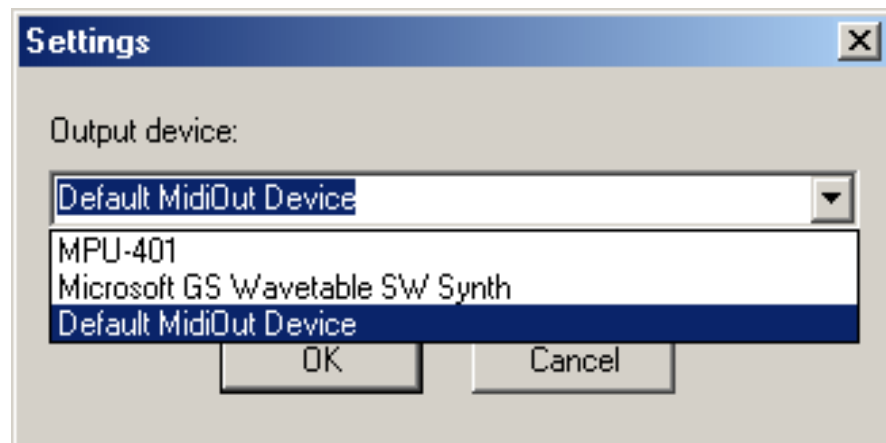 Settings
Output device:
Default MidiOut Device
MPU-401
Microsoft GS Wavetable SW Synth
Default MidiOut Device
OK Cancel